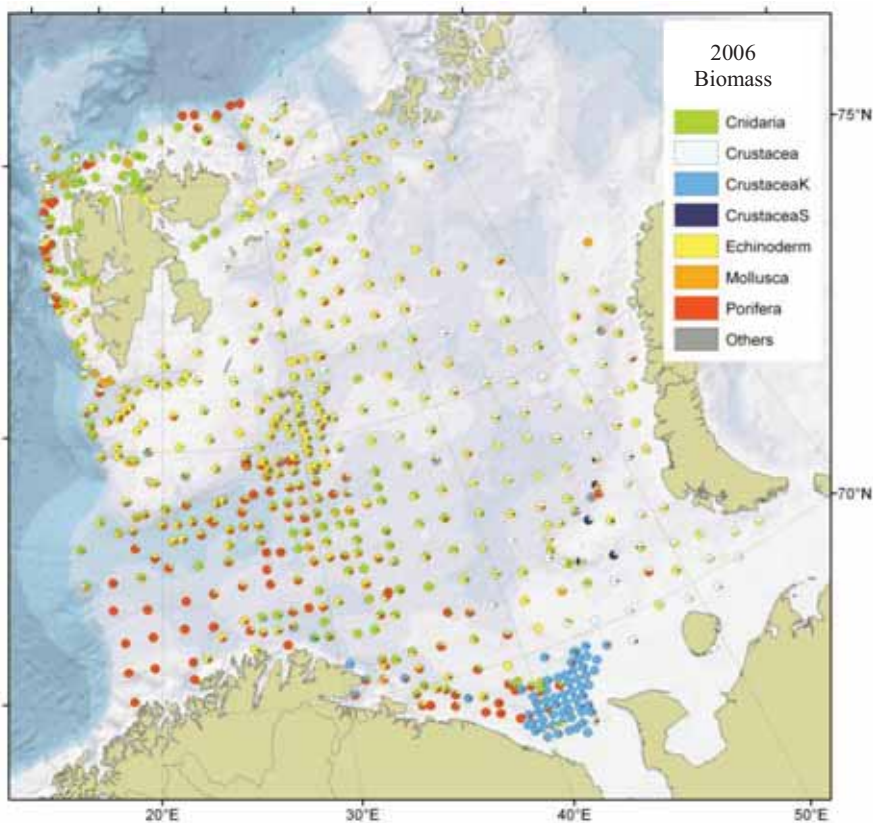 2006
Biomass
Cnidaria
Crustacea
CrustaceaK
CrustaceaS
Echinoderm
Mollusca
Porifera
Others
75°N
70°N
20°E
30°E
40°E
50°E